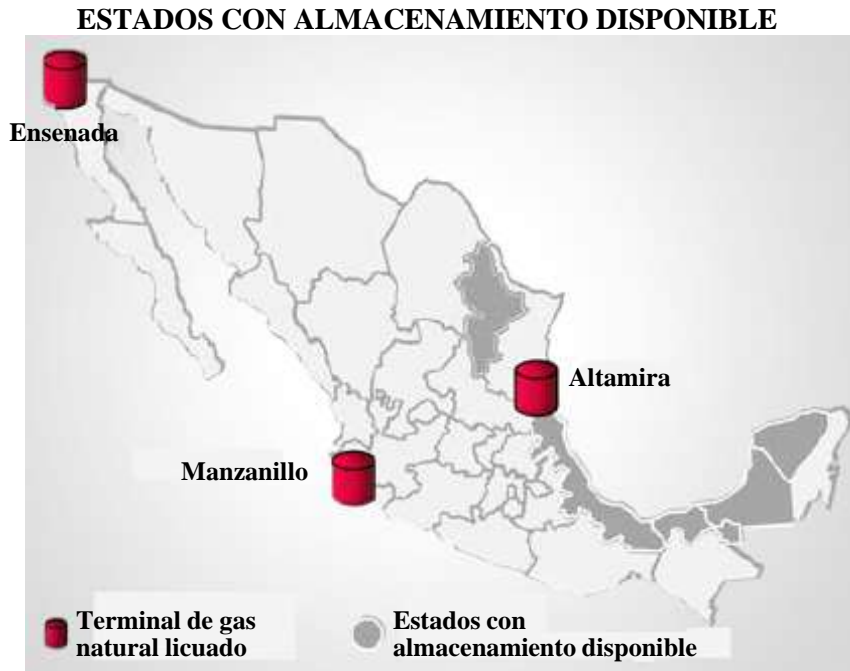 ESTADOS CON ALMACENAMIENTO DISPONIBLE
Ensenada
Altamira
Manzanillo
Terminal de gas
natural licuado
Estados con
almacenamiento disponible